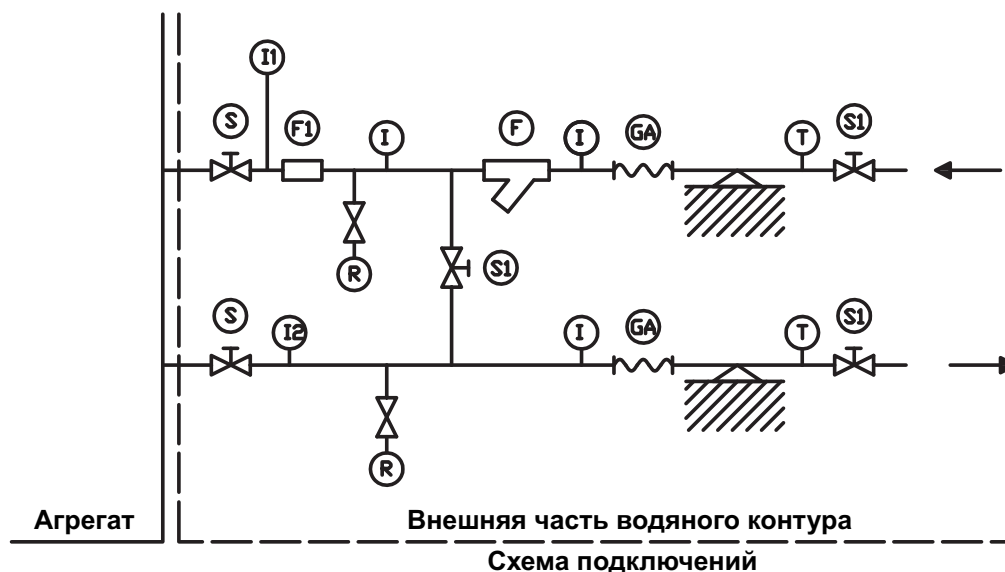 I1
S F1 I F I GA T S1
R S1
S I2 I GA T S1
R
Агрегат Внешняя часть водяного контура
Схема подключений